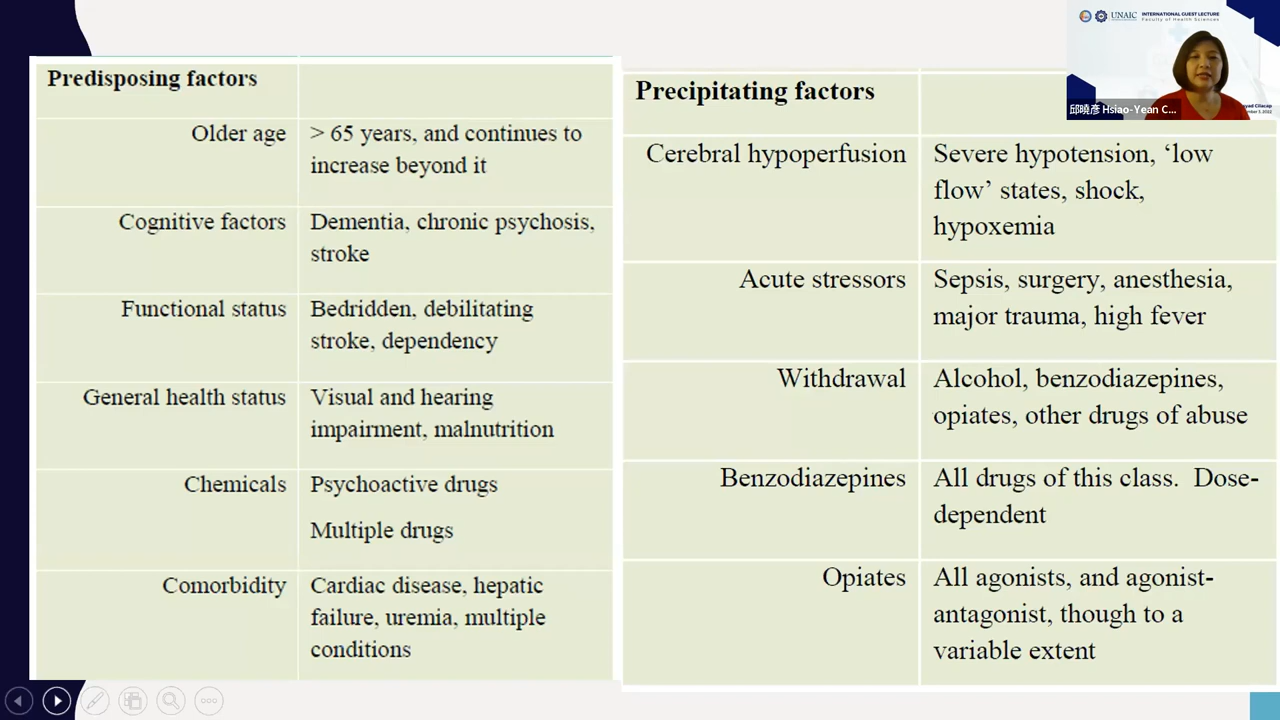 Predisposing factors
Older age
> 65 years, and continues to
increase beyond it
Cognitive factors
Dementia, chronic psychosis,
stroke
Functional status
Bedridden, debilitating
stroke, dependency
General health status
Visual and hearing
impairment, malnutrition
Chemicals
Psychoactive drugs
Multiple drugs
Comorbidity
Cardiac disease, hepatic
failure, uremia, multiple
conditions
Precipitating factors
Cerebral hypoperfusion
Severe hypotension, ‘low
flow’ states, shock,
hypoxemia
Acute stressors
Sepsis, surgery, anesthesia,
major trauma, high fever
Withdrawal
Alcohol, benzodiazepines,
opiates, other drugs of abuse
Benzodiazepines
All drugs of this class. Dose-
dependent
Opiates
All agonists, and agonist-
antagonist, though to a
variable extent
UNAIC
INTERNATIONAL GUEST LECTURE
Faculty of Health Sciences
邱曉彥 Hsiao-Yean C...